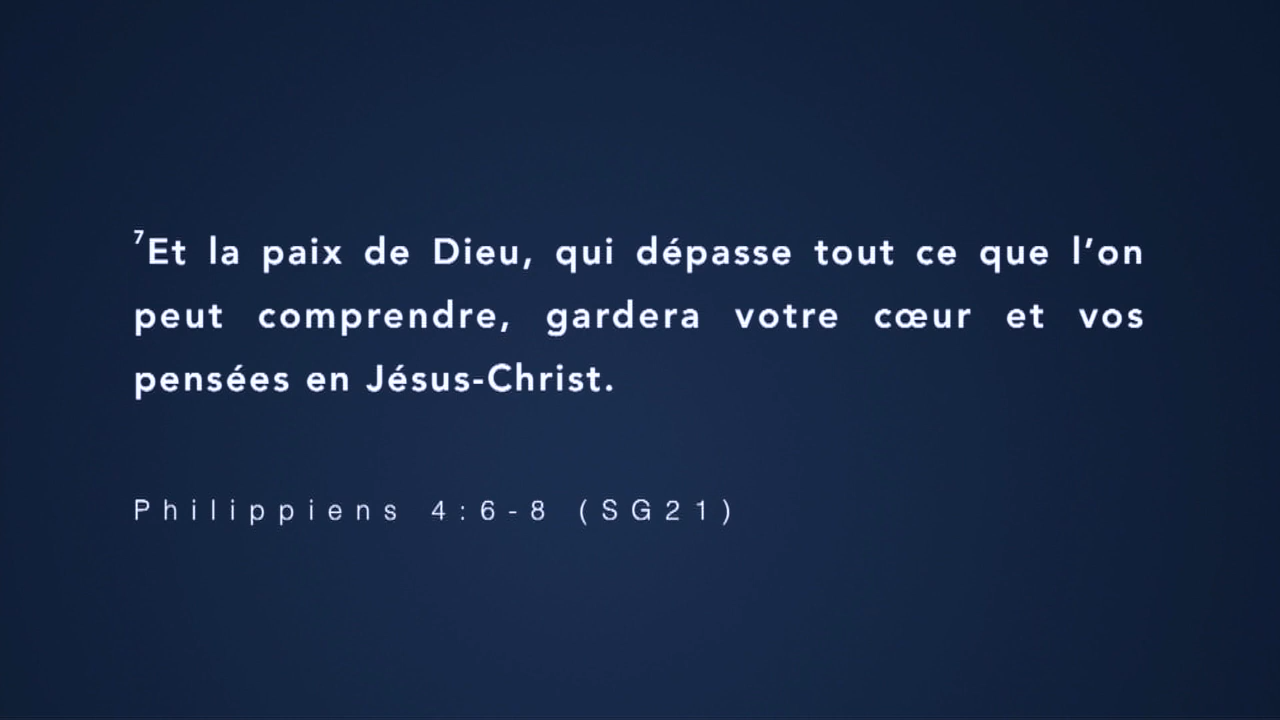 ⁷Et la paix de Dieu, qui dépasse tout ce que l’on
peut comprendre, gardera votre cœur et vos
pensées en Jésus-Christ.
Philippiens 4:6-8 (SG21)